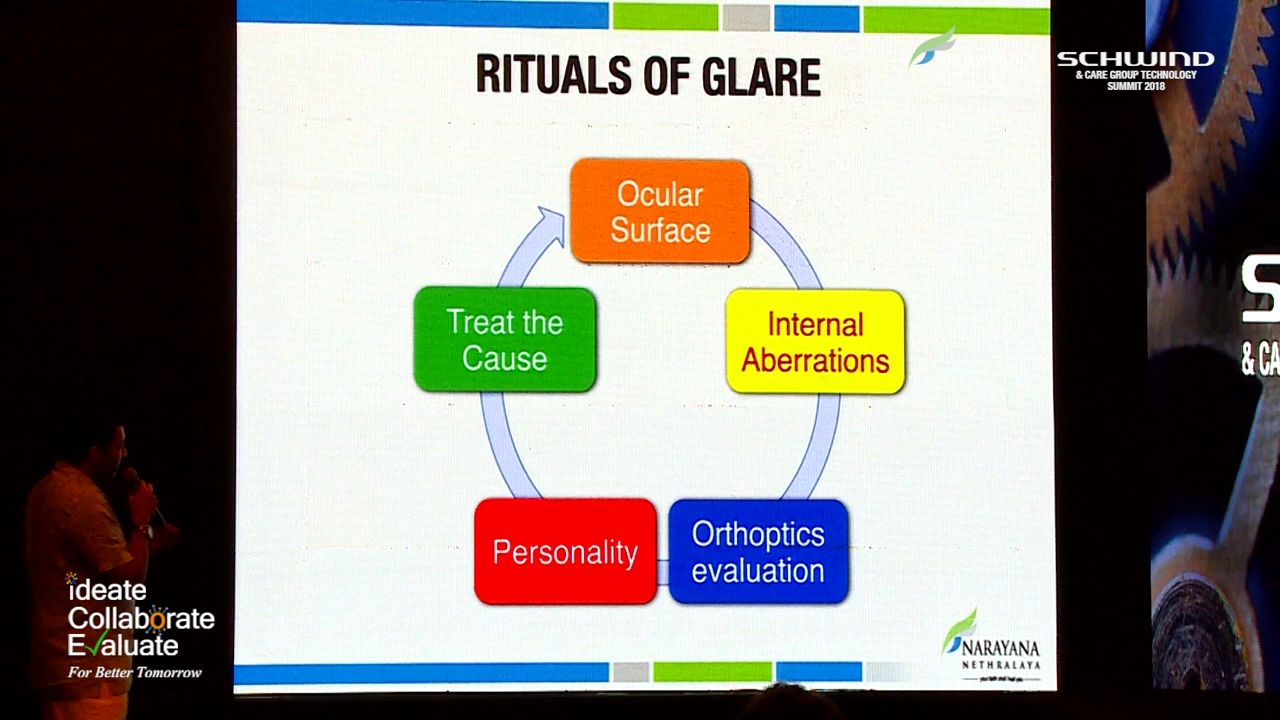 RITUALS OF GLARE
SCHWIND
& CARE GROUP TECHNOLOGY
SUMMIT 2018
Ocular
Surface
Treat the
Cause
Internal
Aberrations
Personality
Orthoptics
evaluation
S
& CA
ideate
Collaborate
Evaluate
For Better Tomorrow
NARAYANA
NETHRALAYA